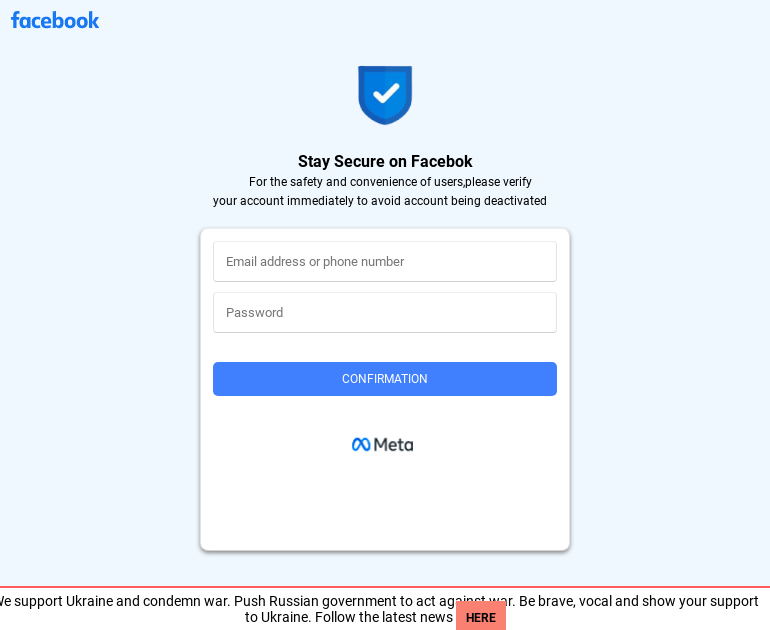 facebook
Stay Secure on Facebok
For the safety and convenience of users,please verify
your account immediately to avoid account being deactivated
Email address or phone number
Password
CONFIRMATION
Meta
We support Ukraine and condemn war. Push Russian government to act against war. Be brave, vocal and show your support
to Ukraine. Follow the latest news HERE